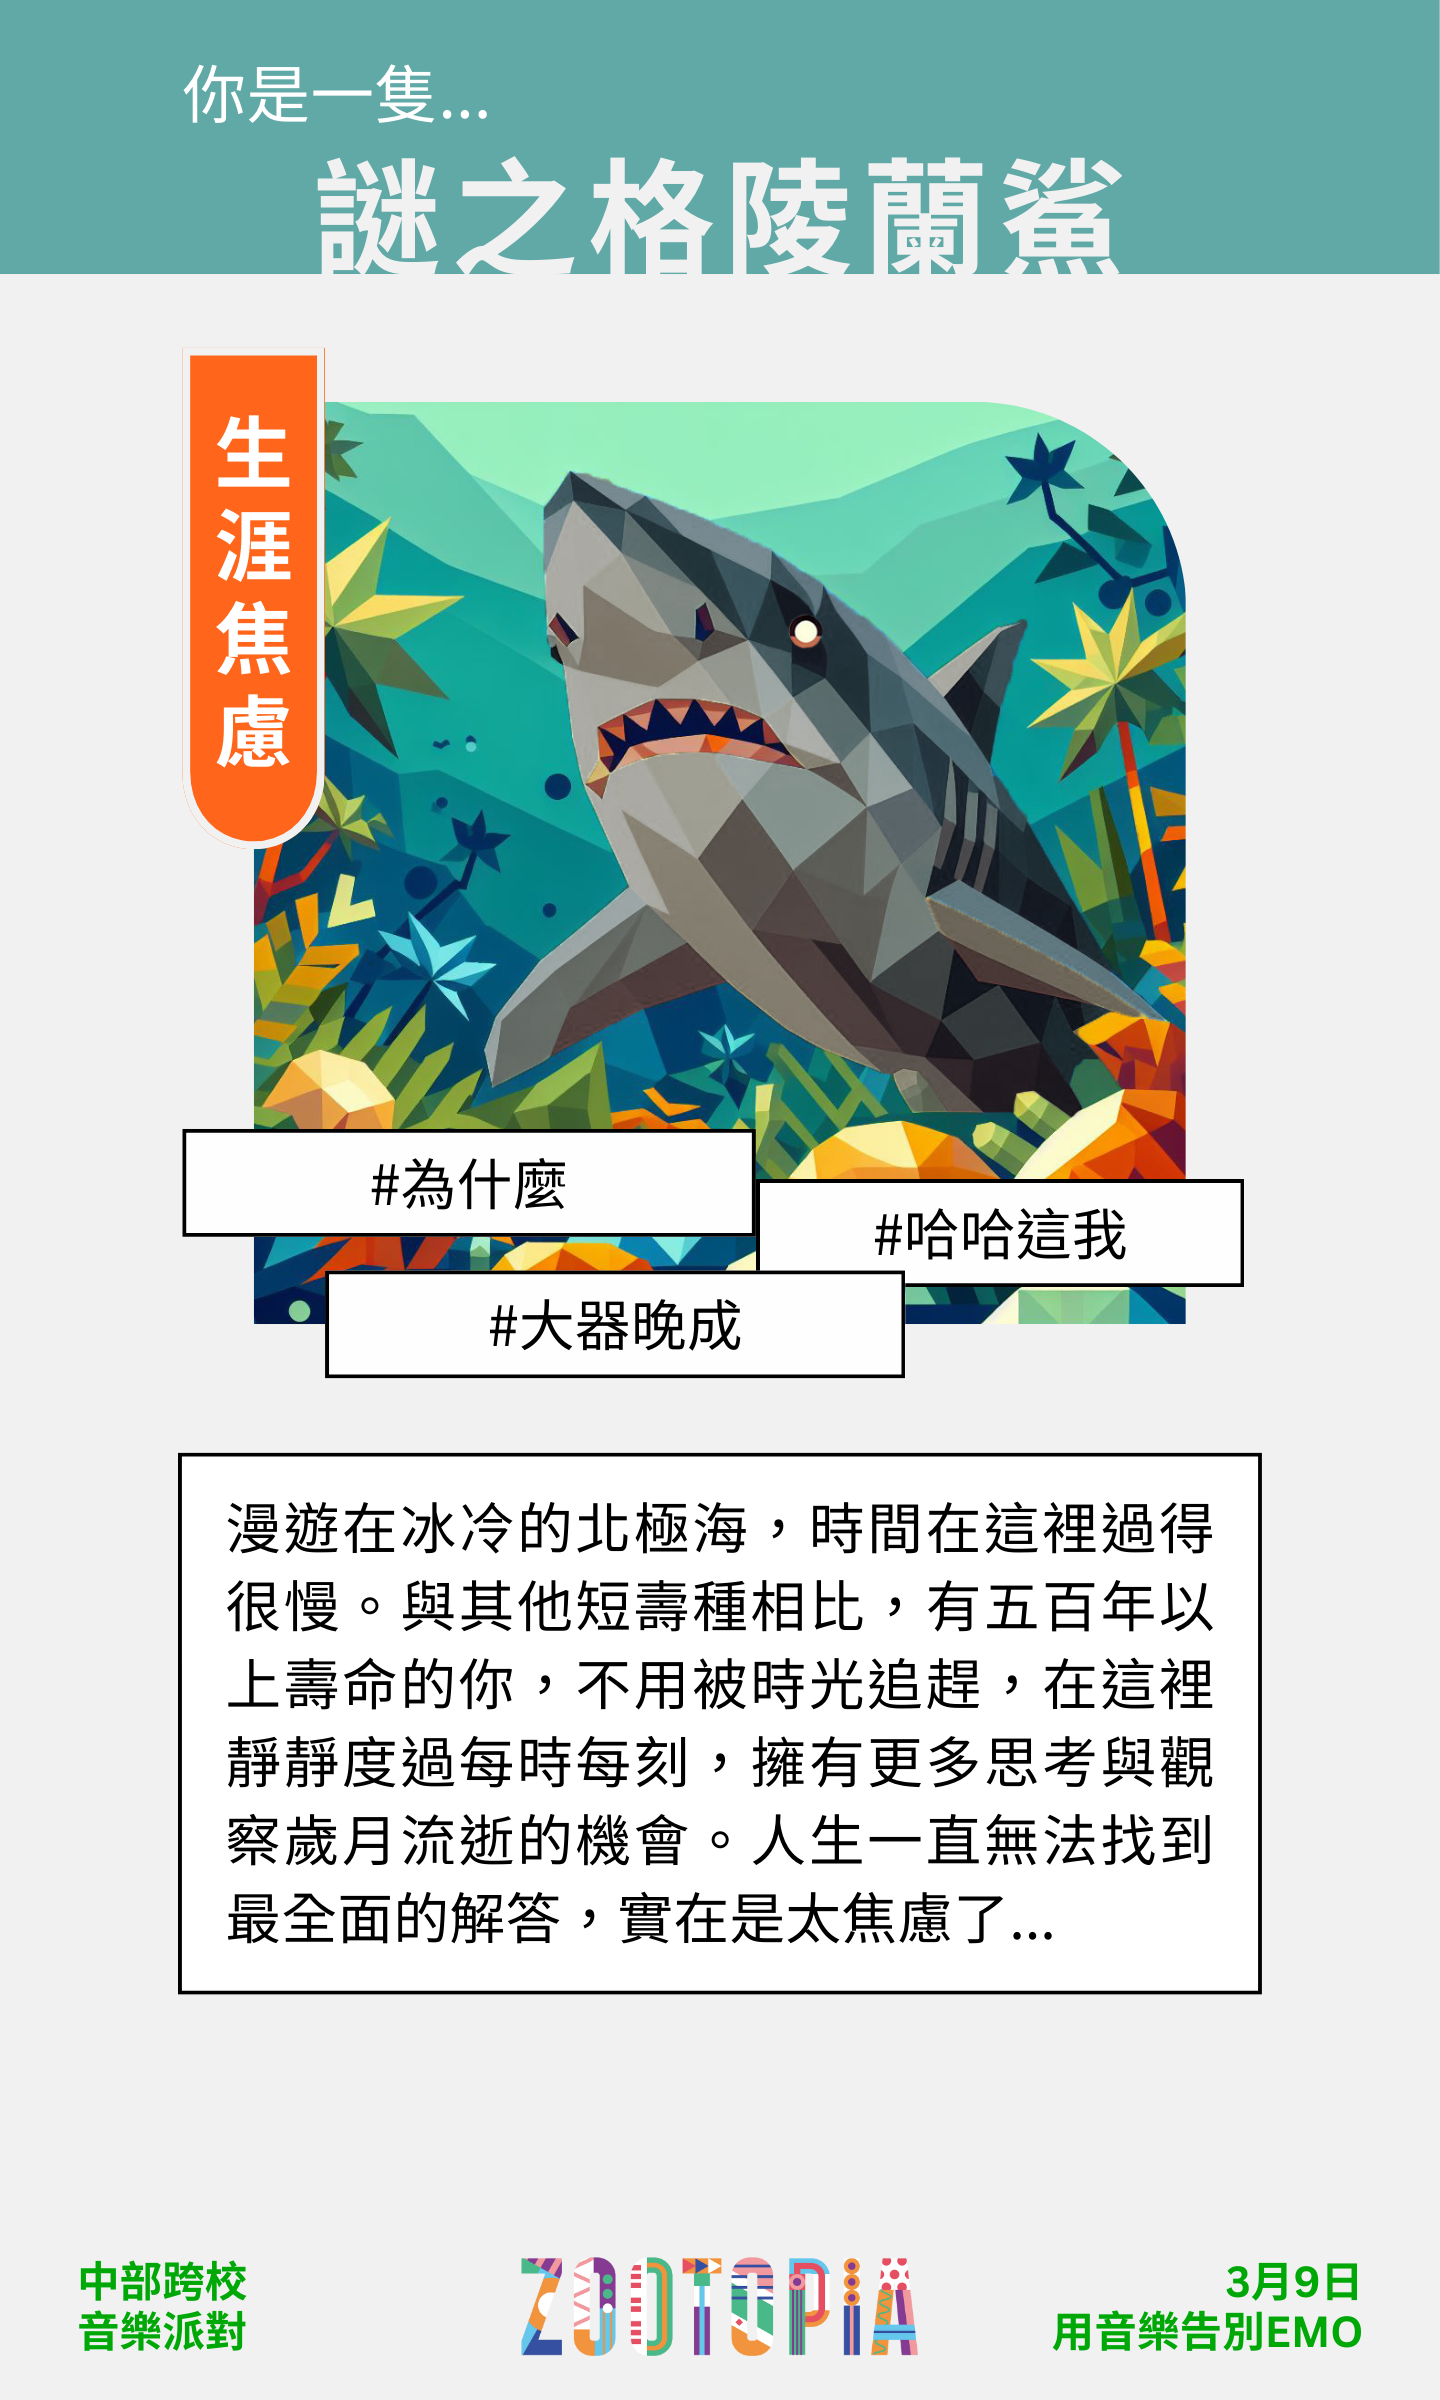 你是一隻...
謎之格陵蘭鯊
生涯焦慮
#為什麼
#哈哈這我
#大器晚成
漫遊在冰冷的北極海，時間在這裡過得
很慢。與其他短壽種相比，有五百年以
上壽命的你，不用被時光追趕，在這裡
靜靜度過每時每刻，擁有更多思考與觀
察歲月流逝的機會。人生一直無法找到
最全面的解答，實在是太焦慮了...
中部跨校
音樂派對
ZOOTOPIA
3月9日
用音樂告別EMO